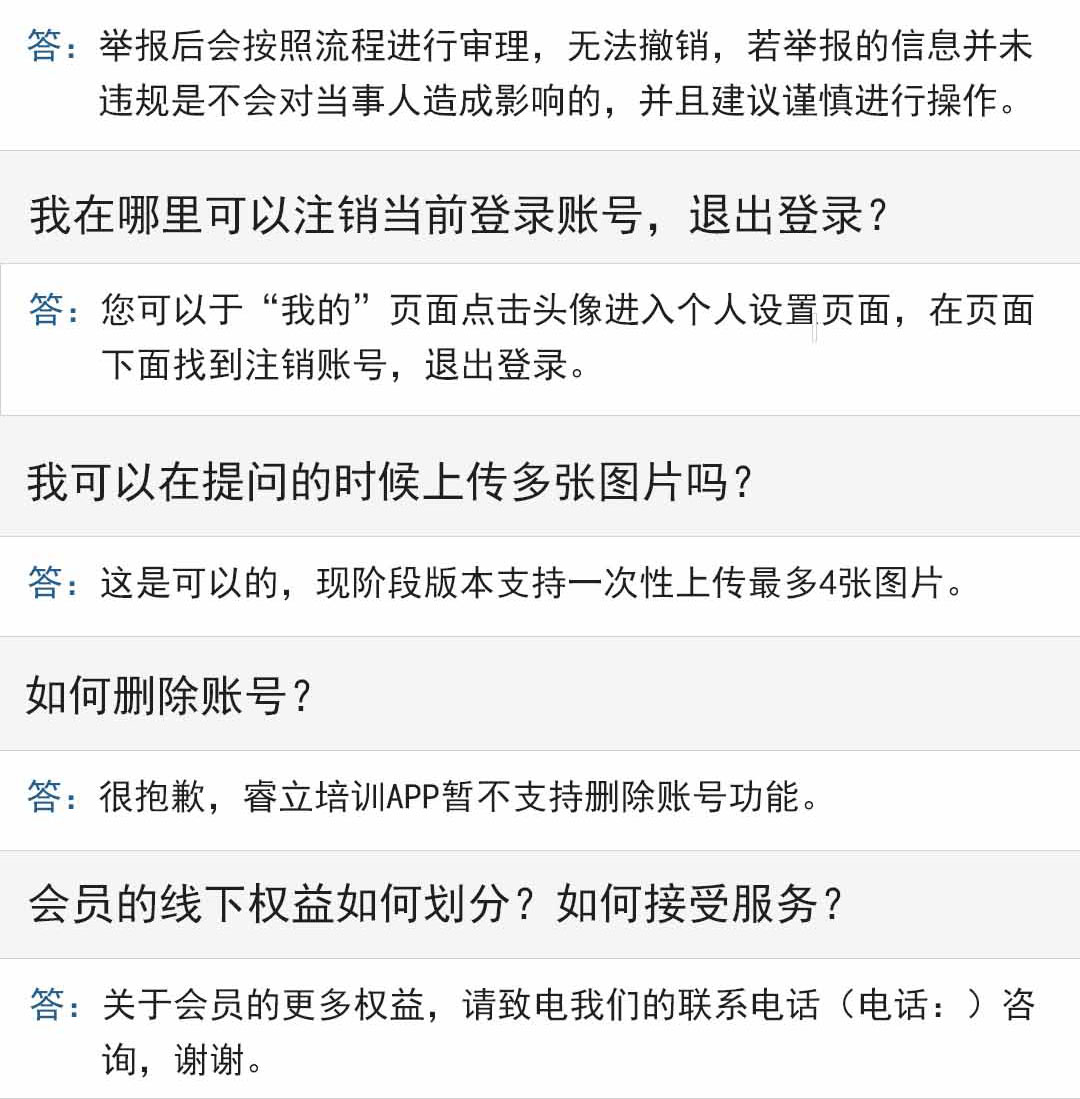 答：举报后会按照流程进行审理，无法撤销，若举报的信息并未
违规是不会对当事人造成影响的，并且建议谨慎进行操作。
我在哪里可以注销当前登录账号，退出登录？
答：您可以于“我的”页面点击头像进入个人设置页面，在页面
下面找到注销账号，退出登录。
我可以在提问的时候上传多张图片吗？
答：这是可以的，现阶段版本支持一次性上传最多4张图片。
如何删除账号？
答：很抱歉，睿立培训APP暂不支持删除账号功能。
会员的线下权益如何划分？如何接受服务？
答：关于会员的更多权益，请致电我们的联系电话（电话：）咨
询，谢谢。